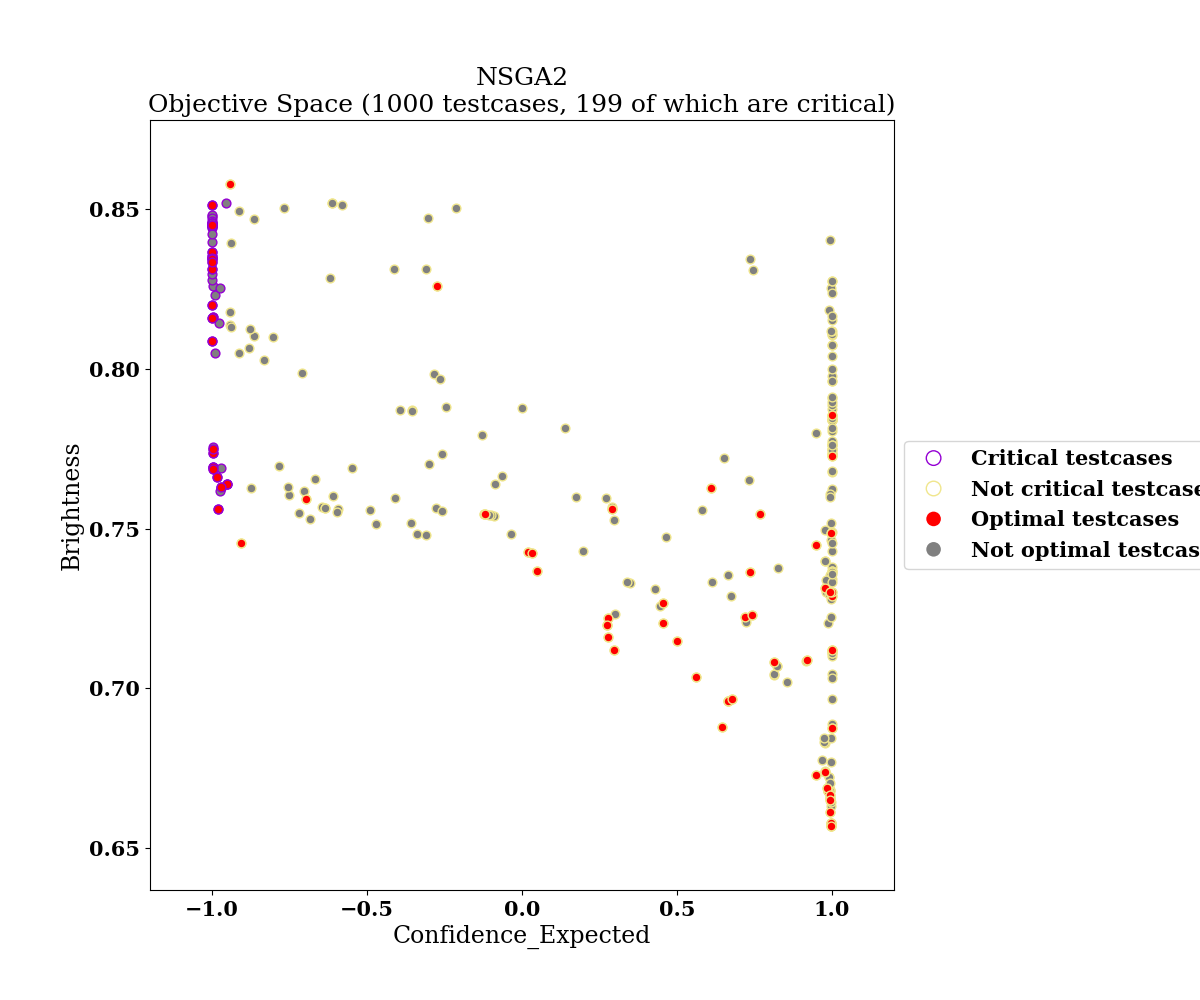 NSGA2
Objective Space (1000 testcases, 199 of which are critical)
0.85
0.80
0.75
0.70
0.65
Brightness
−1.0
−0.5
0.0
0.5
1.0
Confidence_Expected
Critical testcases
Not critical testcase
Optimal testcases
Not optimal testcas